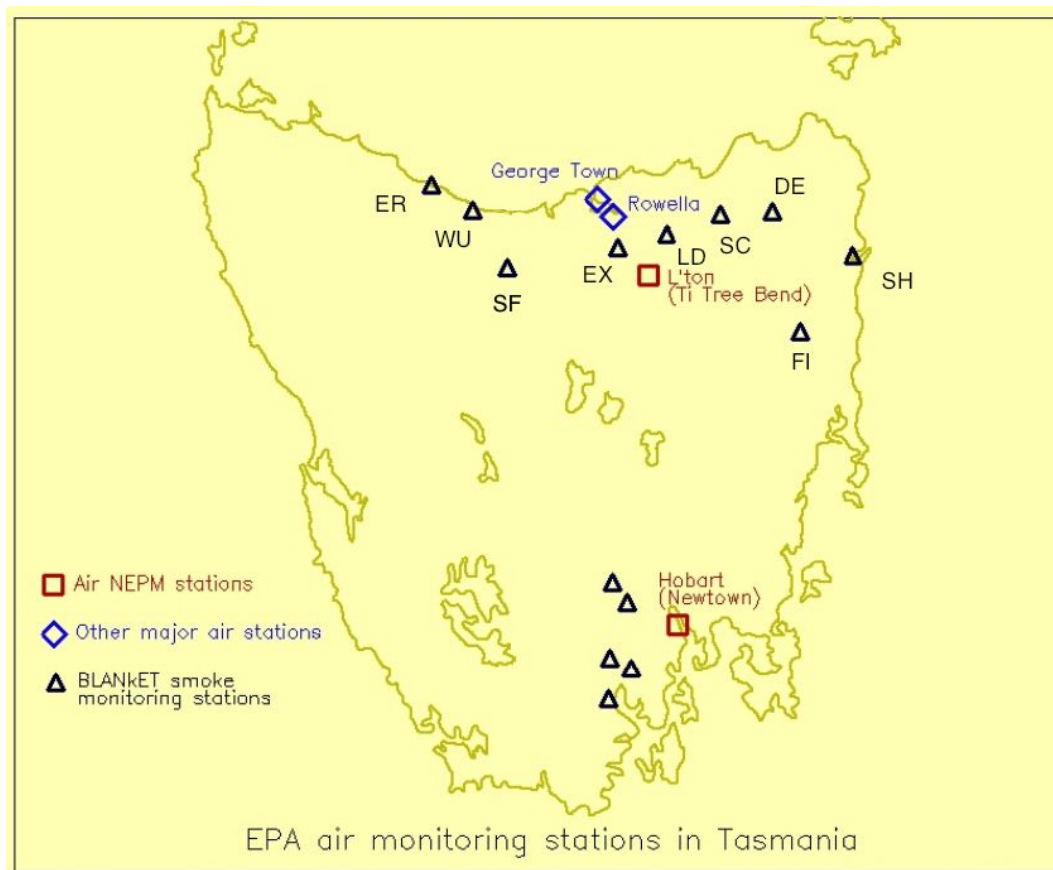 George Town
DE
ER
Rowella
WU
SC
LD
EX
L'ton
(Ti Tree Bend)
SH
SF
FI
Air NEPM stations
Hobart
(Newtown)
Other major air stations
BLANkET smoke
monitoring stations
EPA air monitoring stations in Tasmania